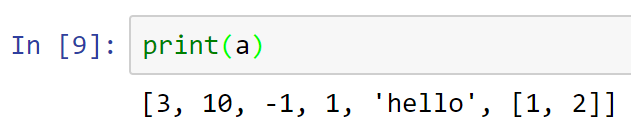 In [9]: print(a)
[3, 10, -1, 1, 'hello', [1, 2]]